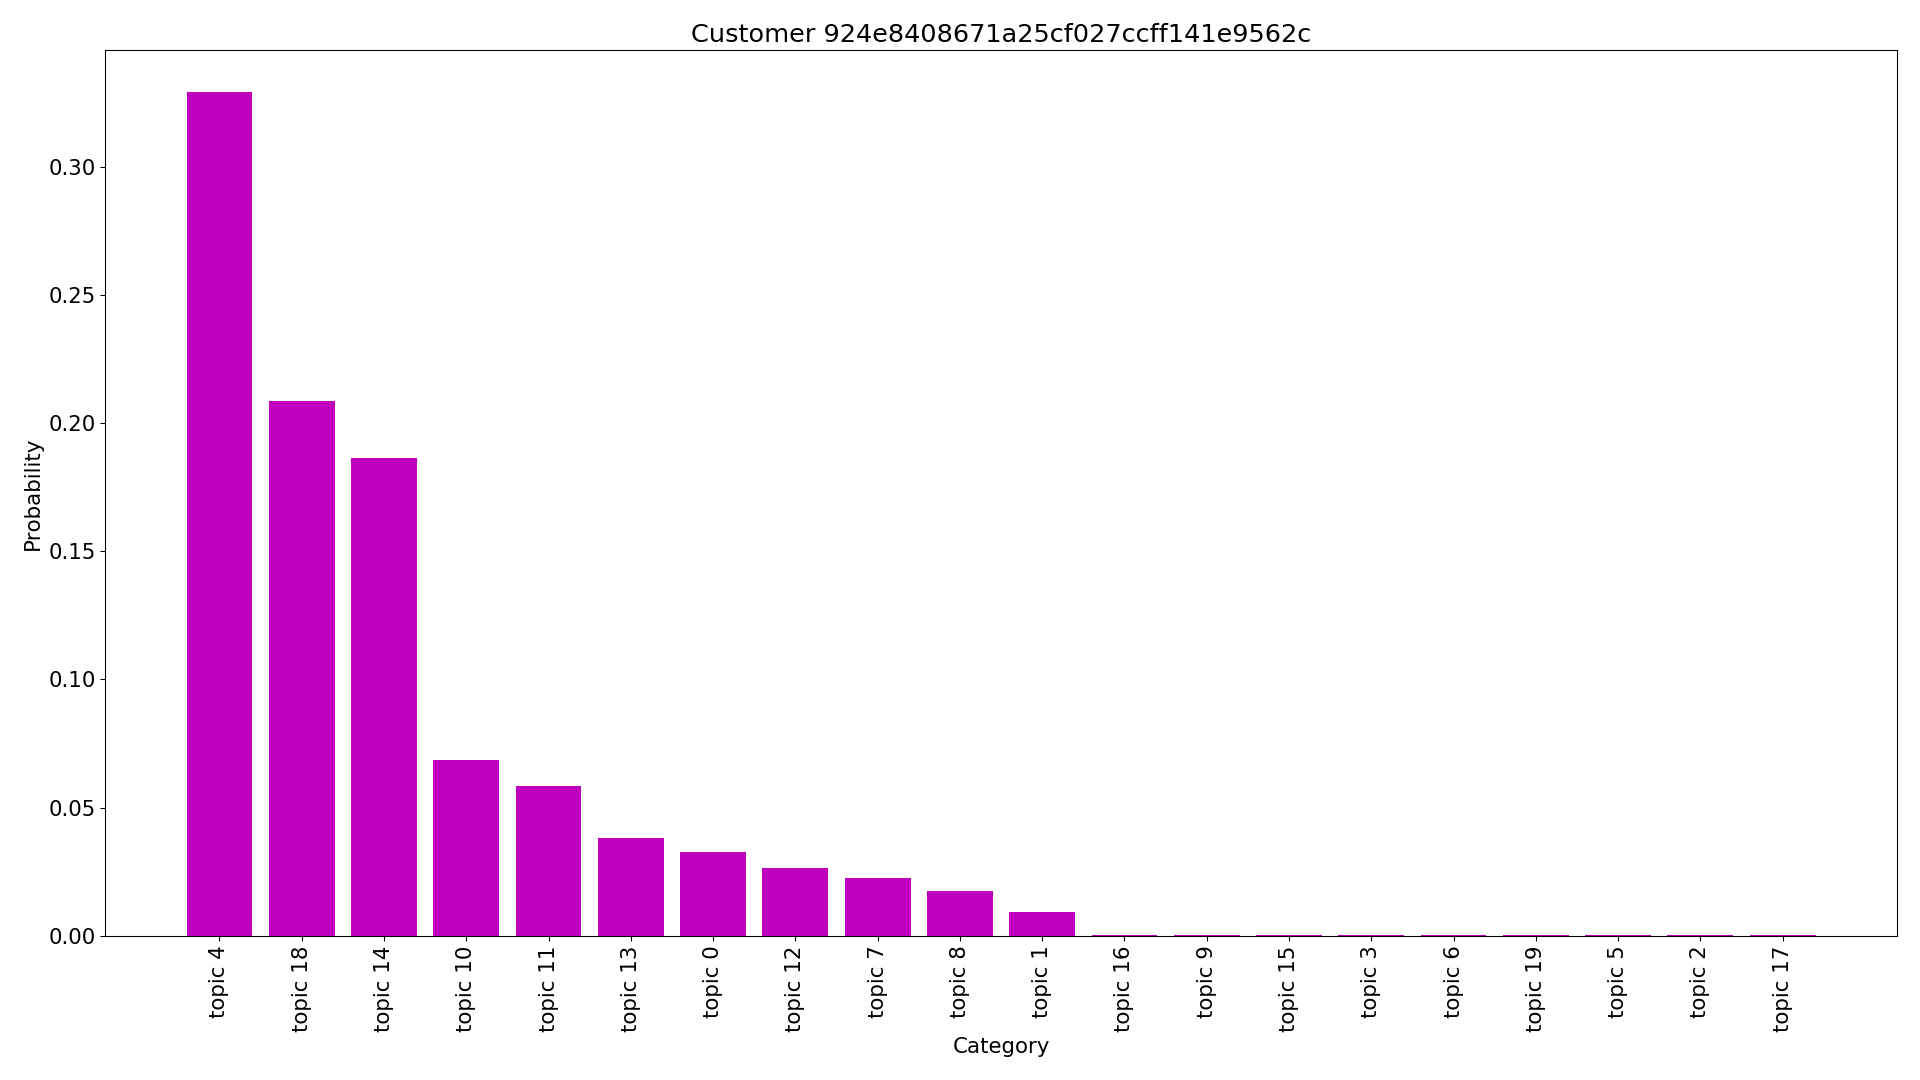 Customer 924e8408671a25cf027ccff141e9562c
Probability
0.30
0.25
0.20
0.15
0.10
0.05
0.00
topic 4
topic 18
topic 14
topic 10
topic 11
topic 13
topic 0
topic 12
topic 7
topic 8
topic 1
topic 16
topic 9
topic 15
topic 3
topic 6
topic 19
topic 5
topic 2
topic 17
Category